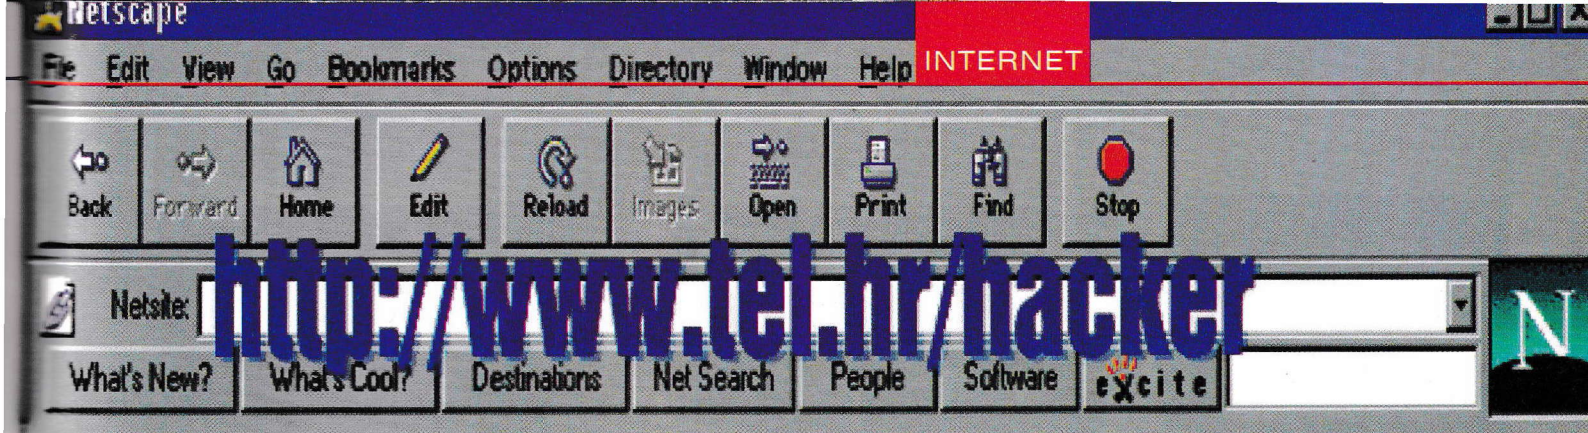 Netscape
File Edit View Go Bookmarks Options Directory Window Help
INTERNET
Back Forward Home Edit Reload Images Open Print Find Stop
http://www.tel.hr/hacker
Netsite:
What's New? What's Cool? Destinations Net Search People Software excite
N